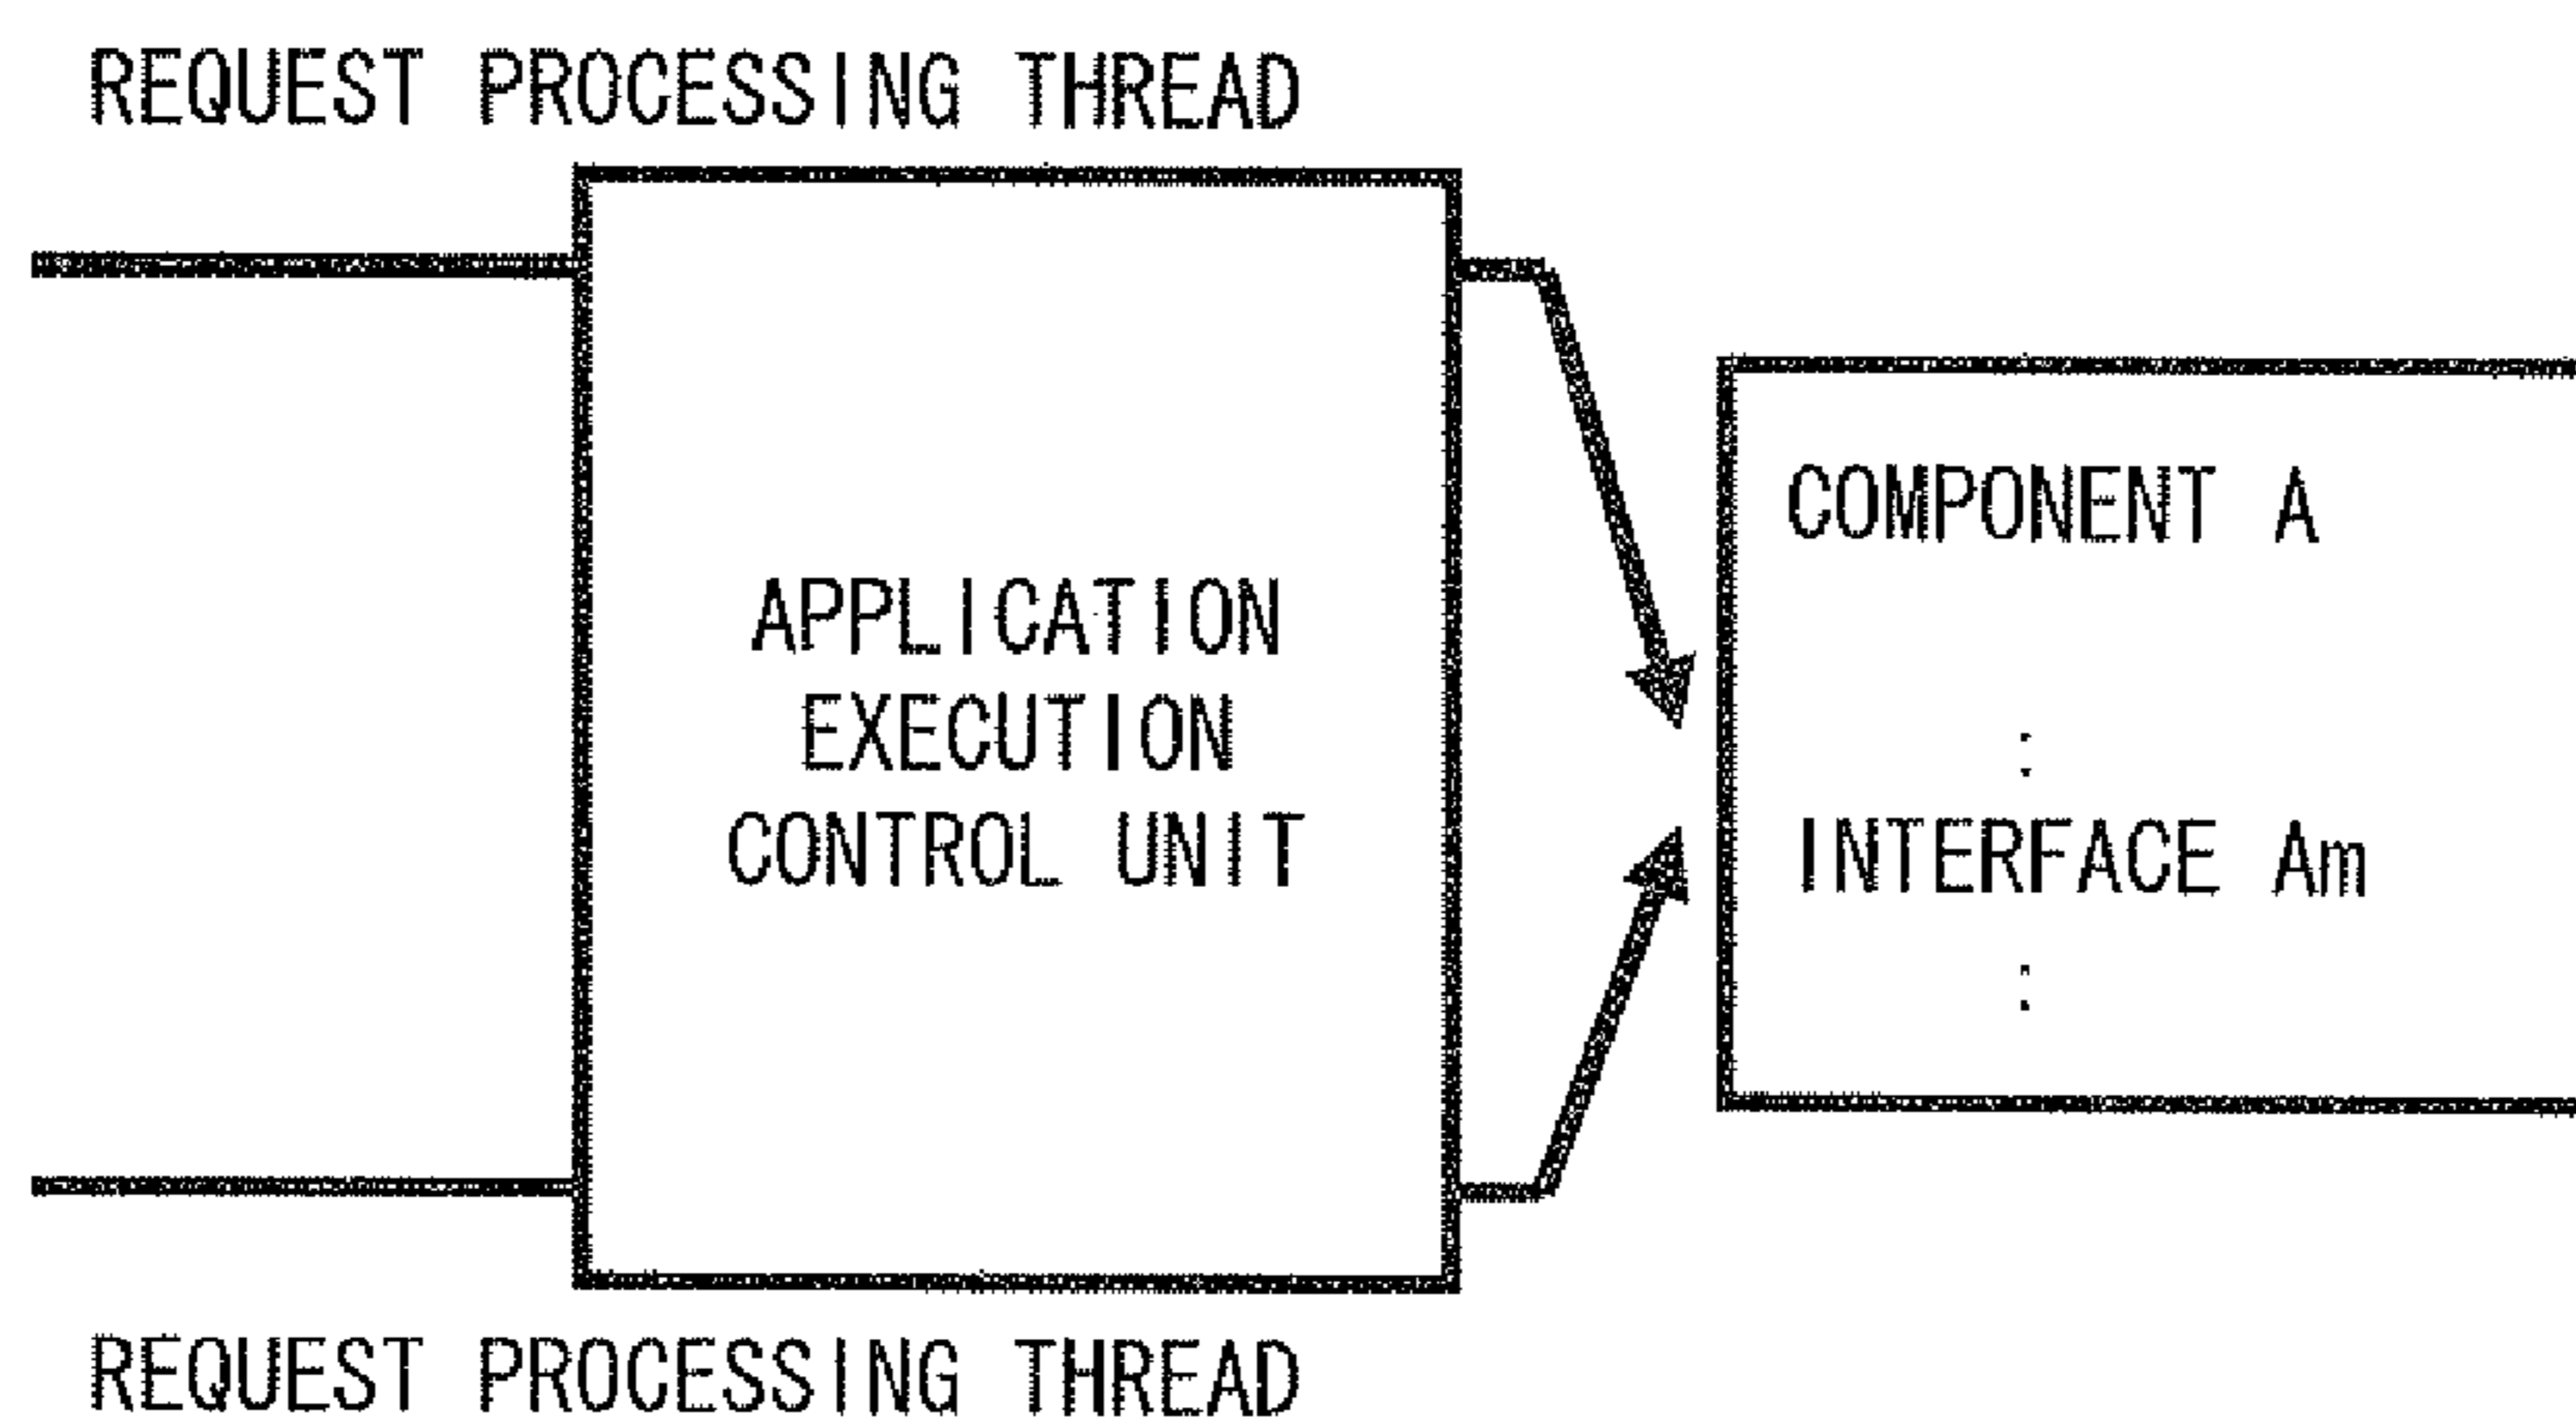 REQUEST PROCESSING THREAD
APPLICATION
EXECUTION
CONTROL UNIT
COMPONENT A
:
INTERFACE Am
:
REQUEST PROCESSING THREAD